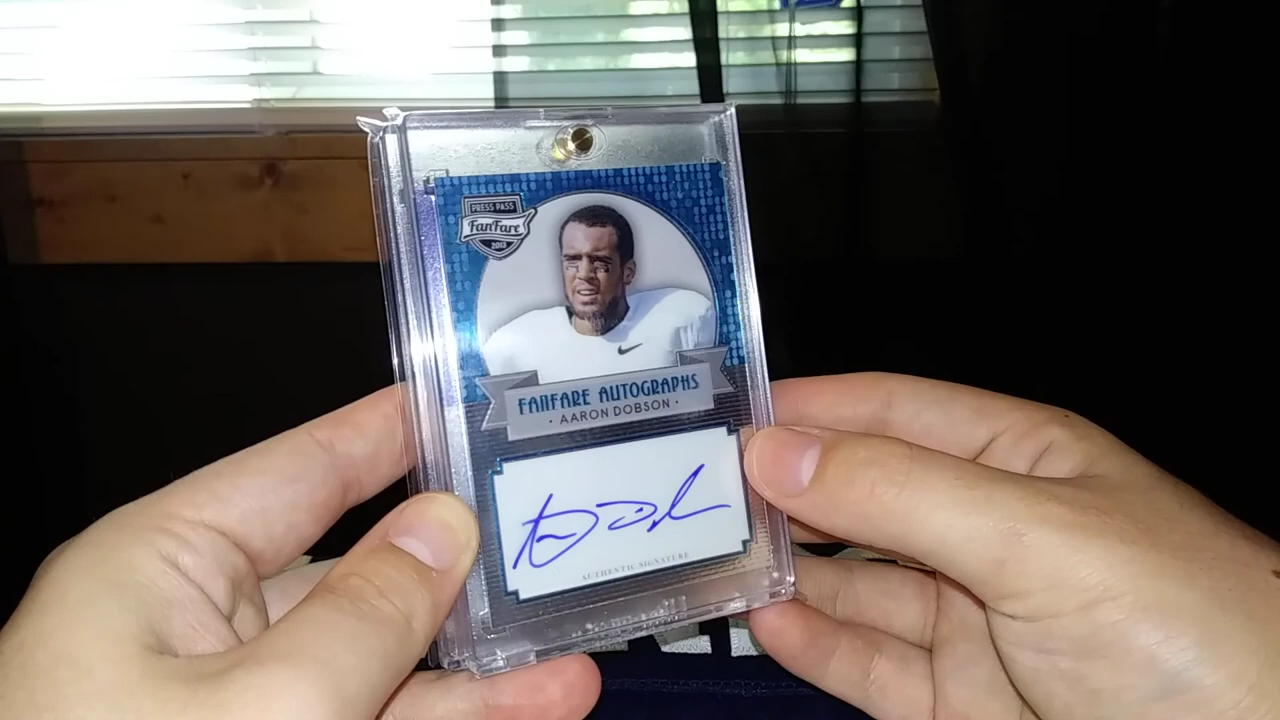 PRESS PASS
FanFare
2013
FANFARE AUTOGRAPHS
· AARON DOBSON ·
AUTHENTIC SIGNATURE